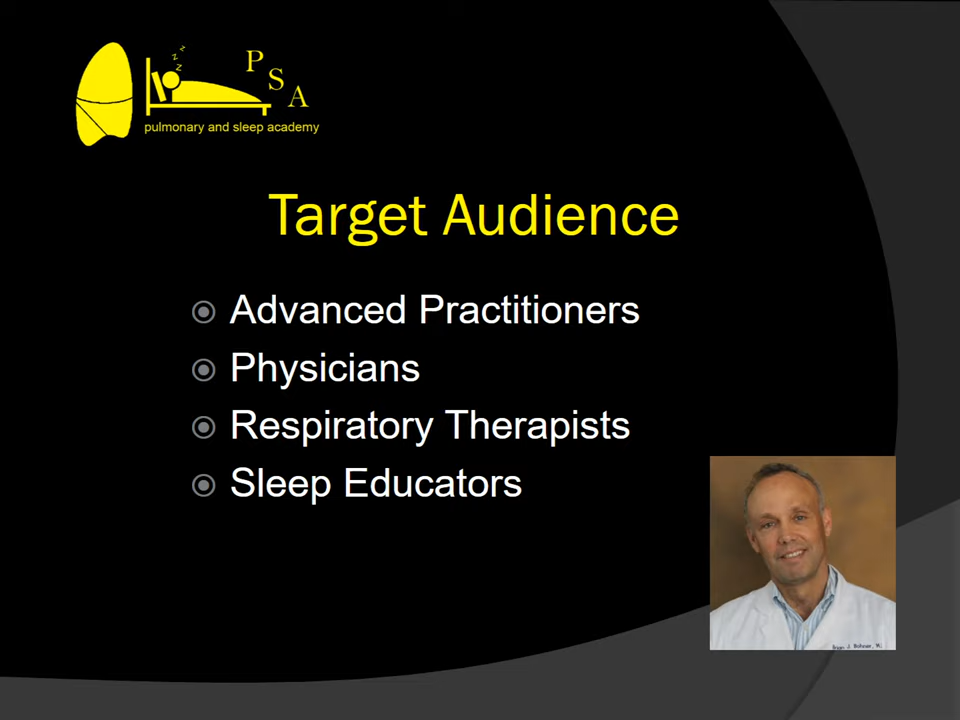 z
z
z
P
S
A
pulmonary and sleep academy
Target Audience
Advanced Practitioners
Physicians
Respiratory Therapists
Sleep Educators